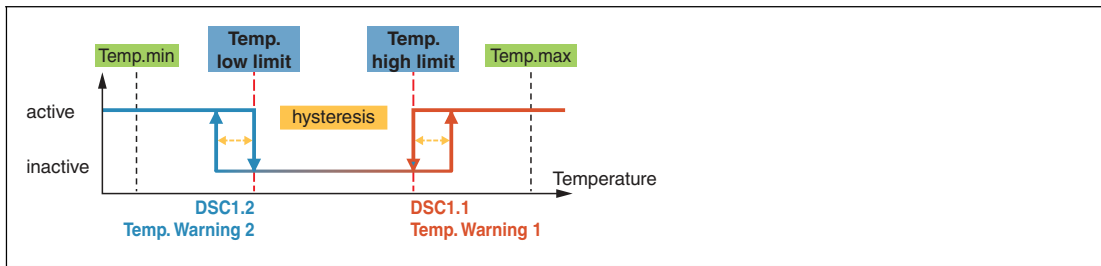 Temp.min
Temp.
low limit
Temp.
high limit
Temp.max
active
hysteresis
inactive
Temperature
DSC1.2
Temp. Warning 2
DSC1.1
Temp. Warning 1